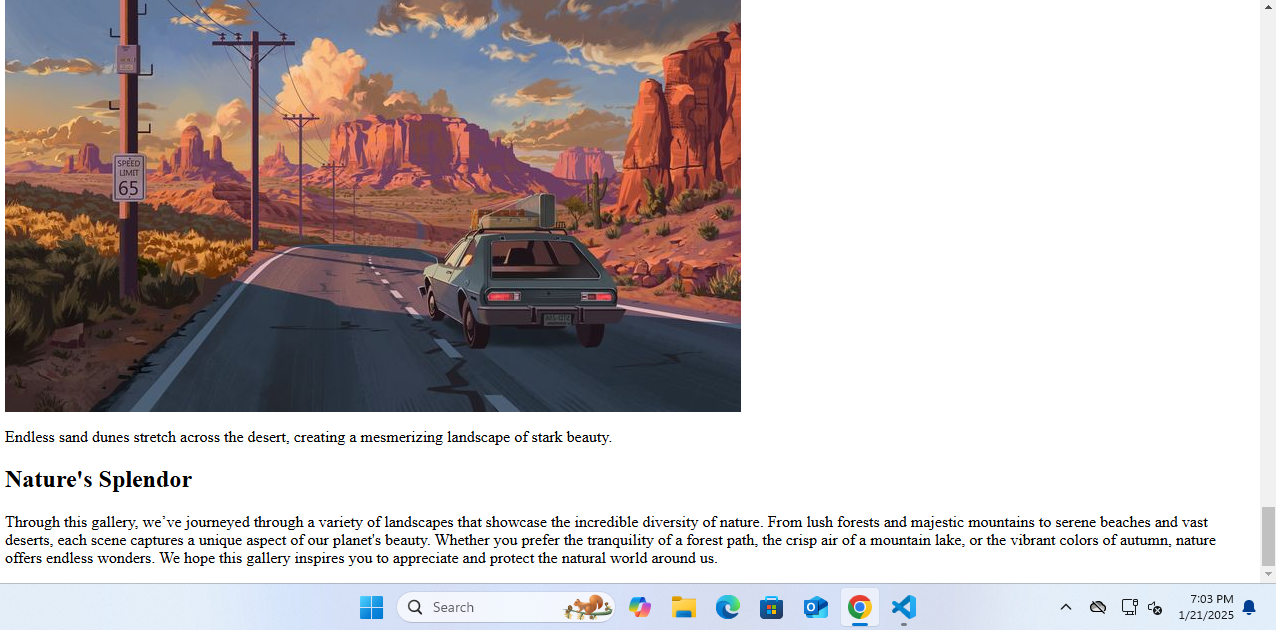 SPEED
LIMIT
65
Endless sand dunes stretch across the desert, creating a mesmerizing landscape of stark beauty.
Nature's Splendor
Through this gallery, we’ve journeyed through a variety of landscapes that showcase the incredible diversity of nature. From lush forests and majestic mountains to serene beaches and vast
deserts, each scene captures a unique aspect of our planet's beauty. Whether you prefer the tranquility of a forest path, the crisp air of a mountain lake, or the vibrant colors of autumn, nature
offers endless wonders. We hope this gallery inspires you to appreciate and protect the natural world around us.
Search
7:03 PM
1/21/2025